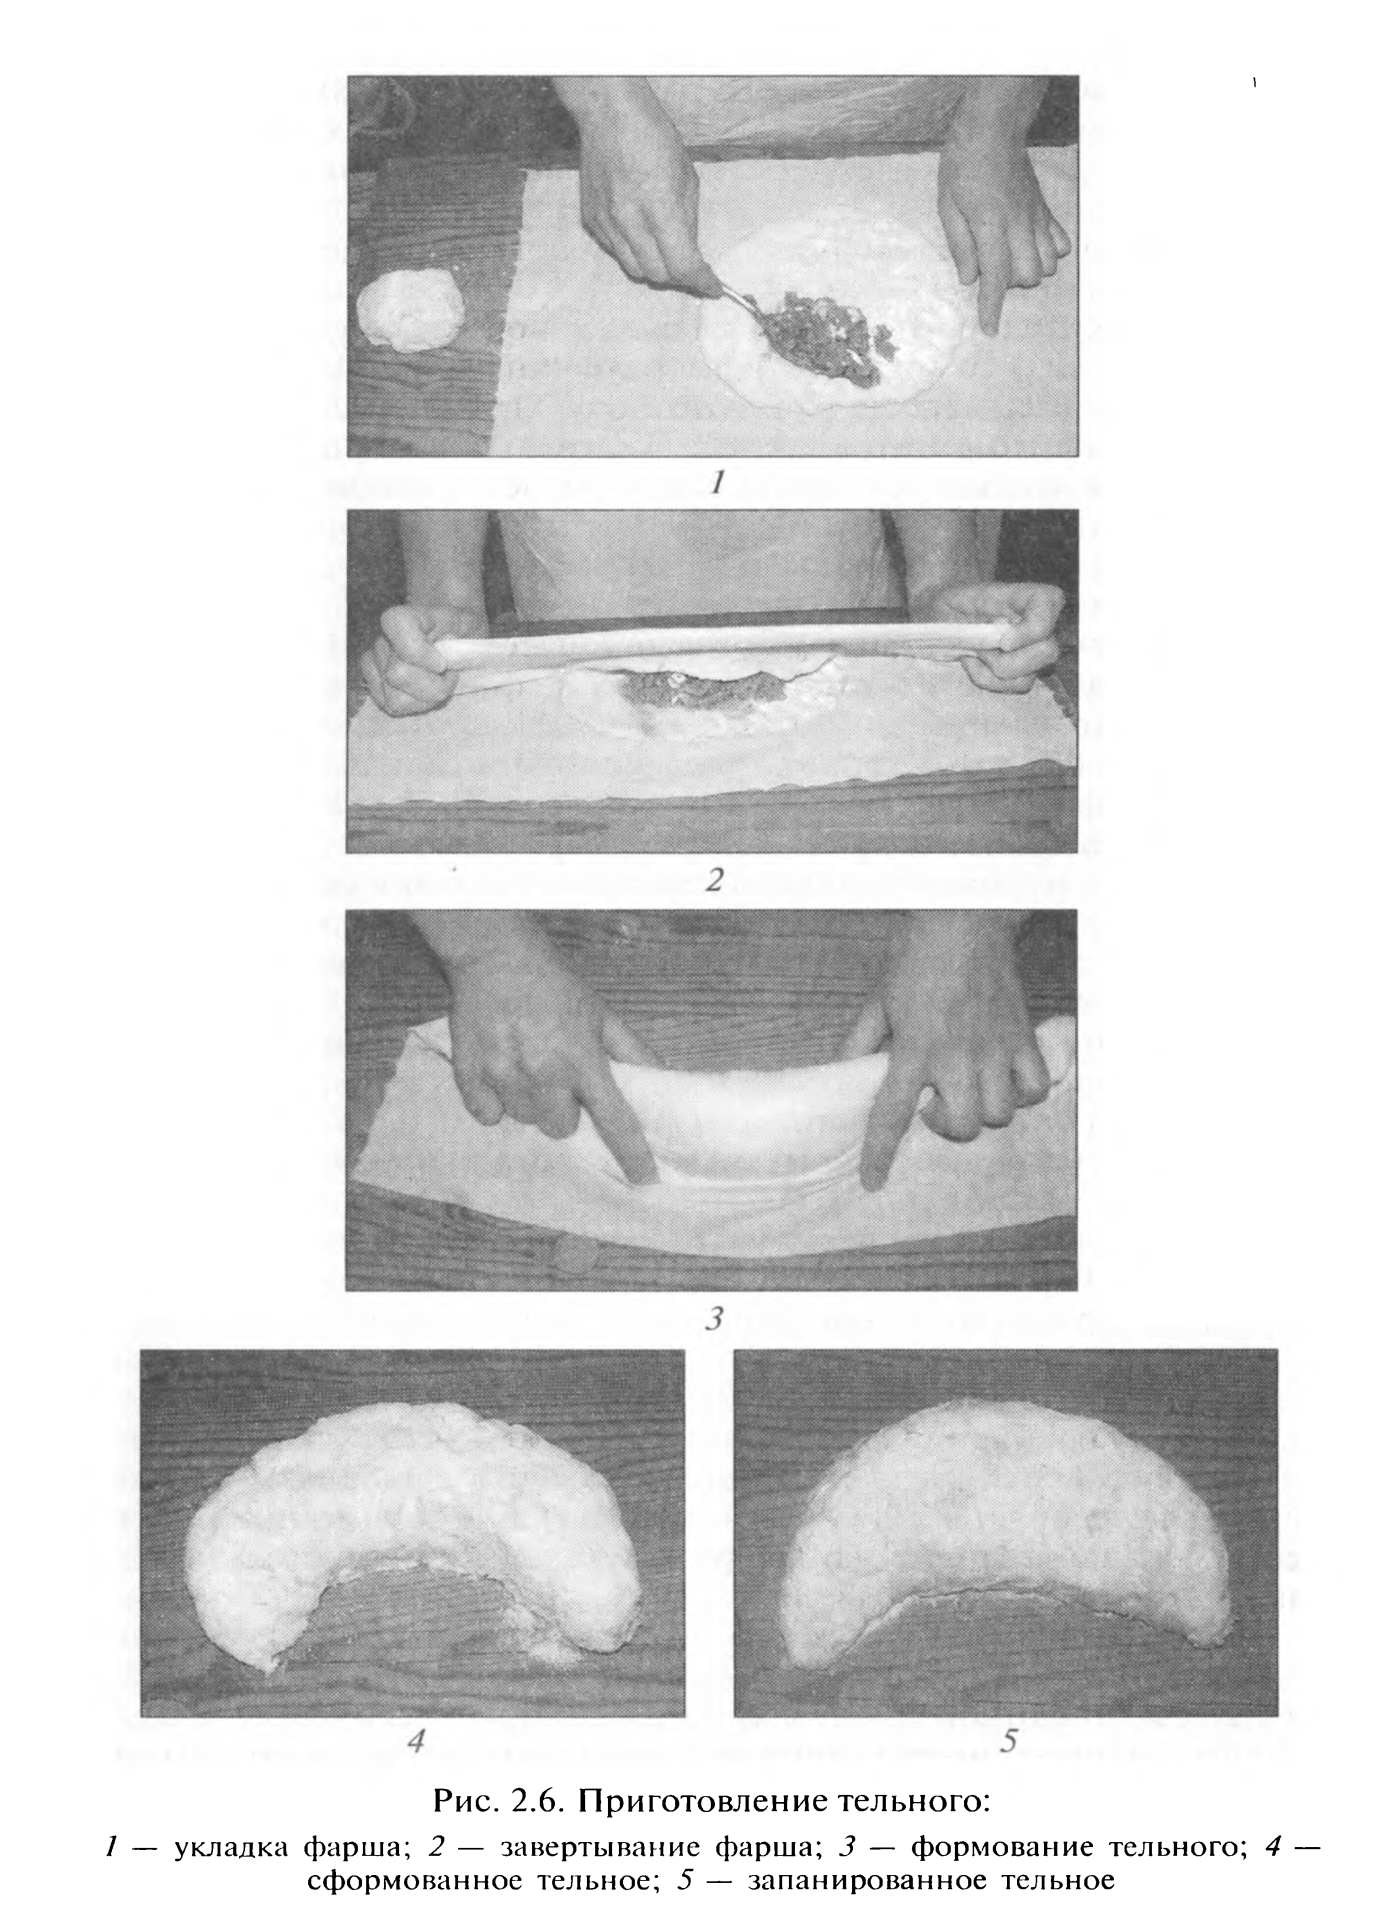 1
2
3
4 5
Рис. 2.6. Приготовление тельного:
1 — укладка фарша; 2 — завертывание фарша; 3 — формование тельного; 4 —
сформованное тельное; 5 — запанированное тельное